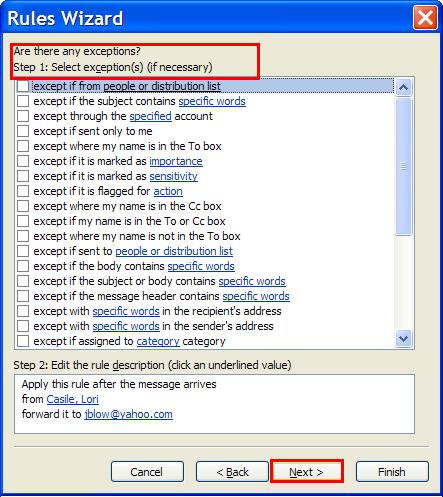 Rules Wizard
Are there any exceptions?
Step 1: Select exception(s) (if necessary)
except if from people or distribution list
except if the subject contains specific words
except through the specified account
except if sent only to me
except where my name is in the To box
except if it is marked as importance
except if it is marked as sensitivity
except if it is flagged for action
except where my name is in the Cc box
except if my name is in the To or Cc box
except where my name is not in the To box
except if sent to people or distribution list
except if the body contains specific words
except if the subject or body contains specific words
except if the message header contains specific words
except with specific words in the recipient's address
except with specific words in the sender's address
except if assigned to category category
Step 2: Edit the rule description (click an underlined value)
Apply this rule after the message arrives
from Casile, Lori
forward it to jblow@yahoo.com
Cancel
< Back
Next >
Finish